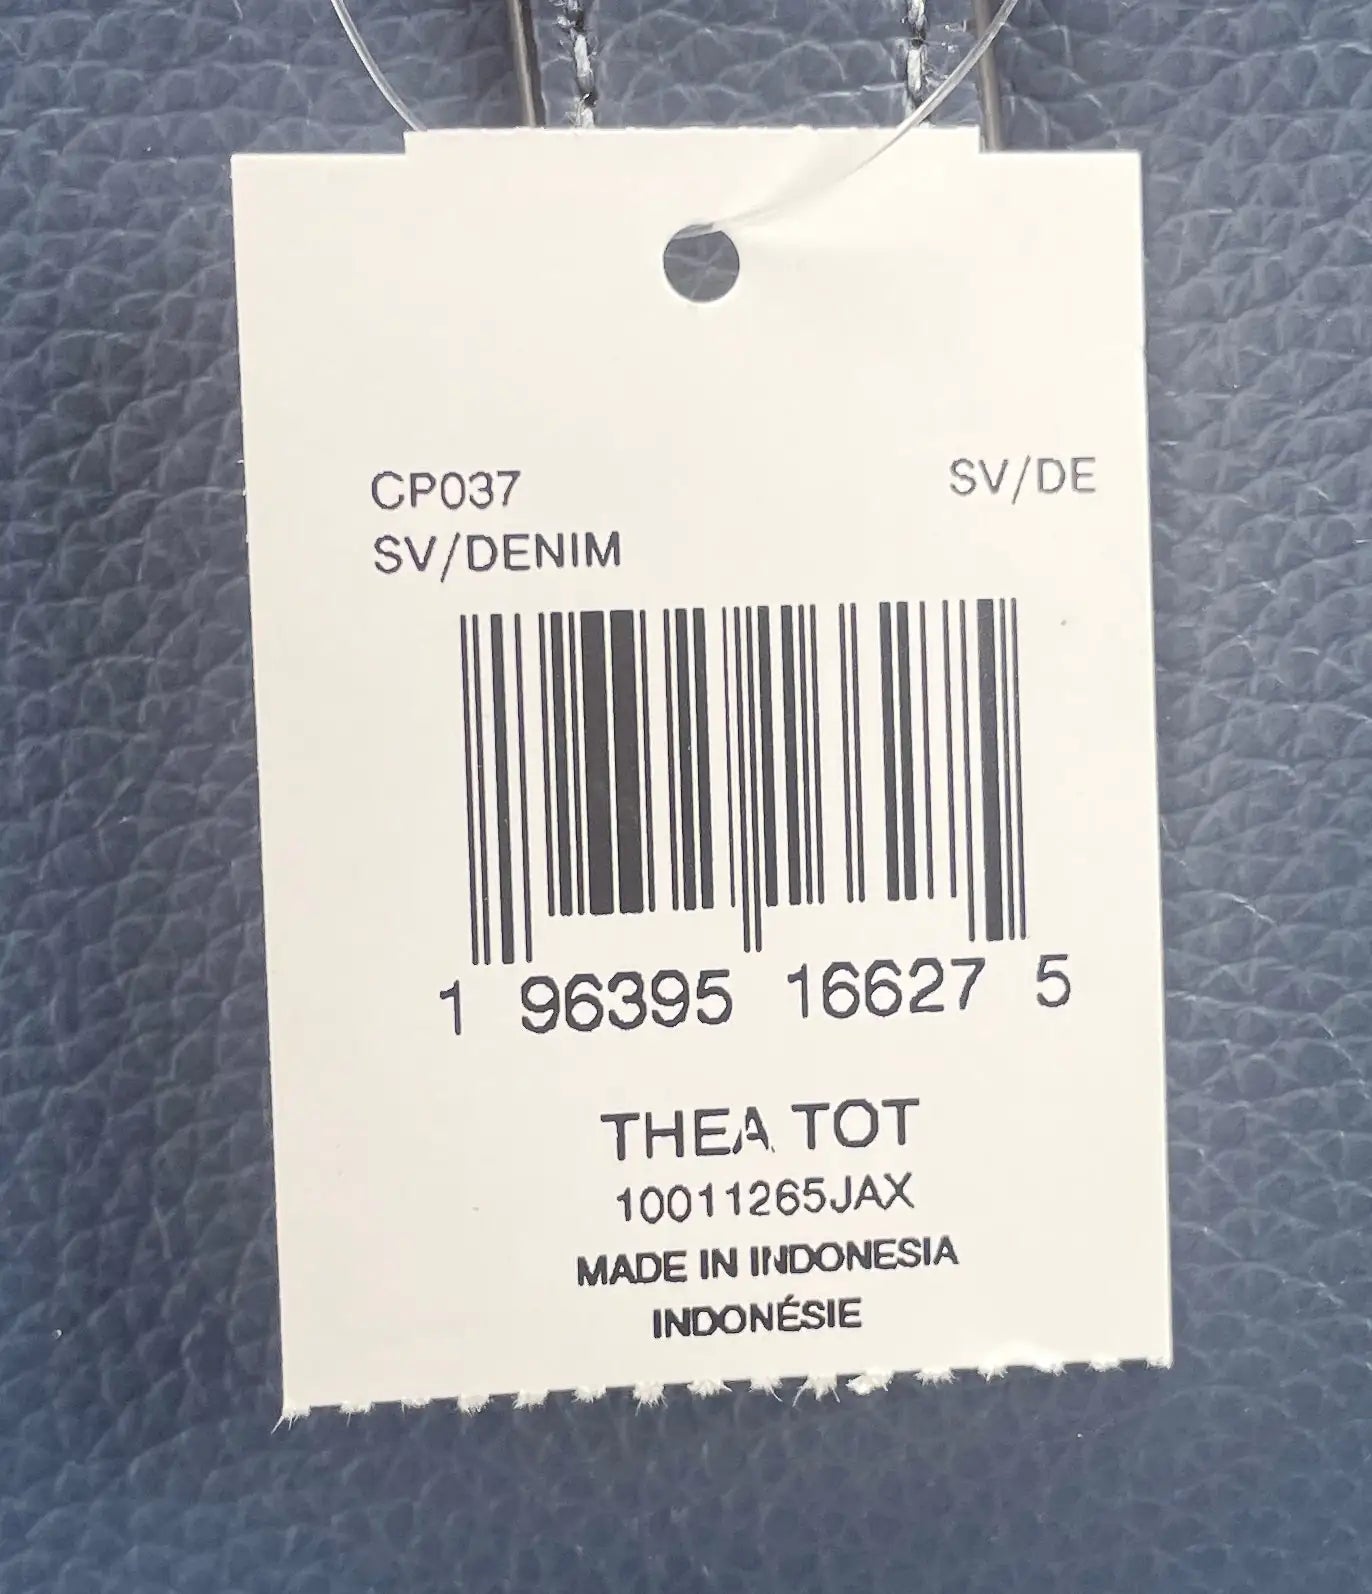 CP037 SV/DE
SV/DENIM
1 96395 16627 5
THEA TOT
10011265JAX
MADE IN INDONESIA
INDONÉSIE